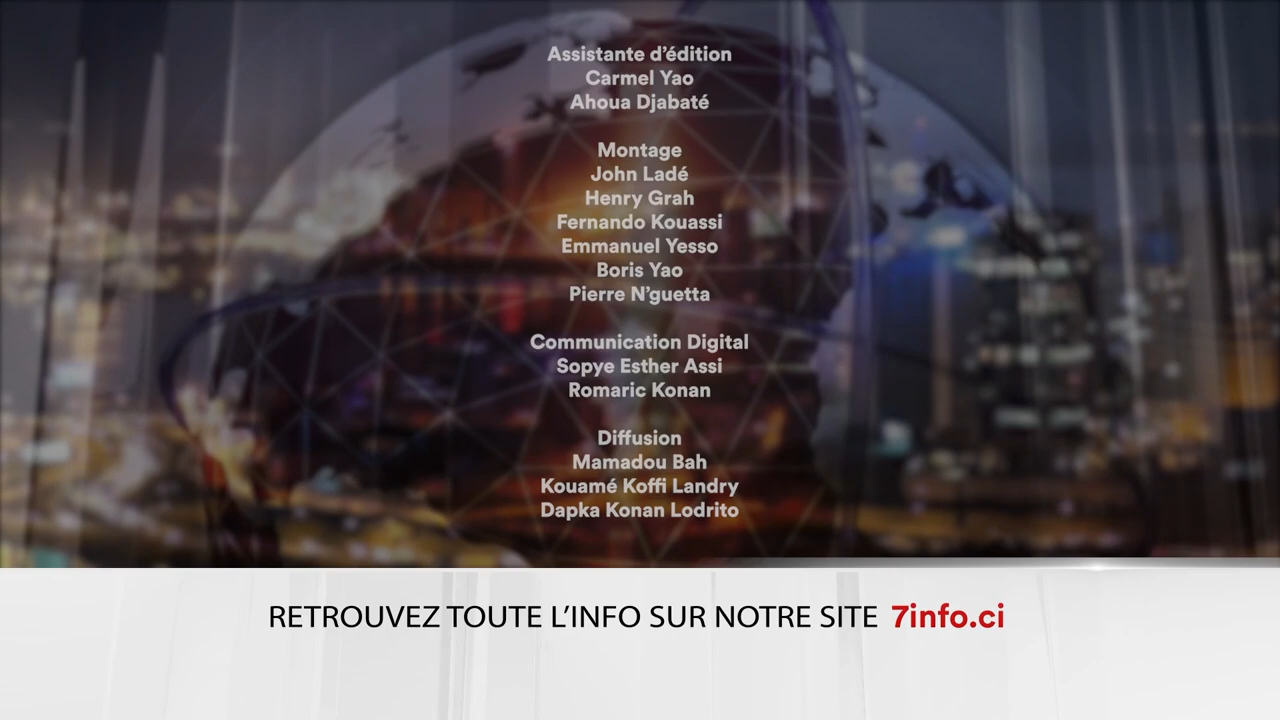 Assistante d’édition
Carmel Yao
Ahoua Djabaté
Montage
John Ladé
Henry Grah
Fernando Kouassi
Emmanuel Yesso
Boris Yao
Pierre N’guetta
Communication Digital
Sopye Esther Assi
Romaric Konan
Diffusion
Mamadou Bah
Kouamé Koffi Landry
Dapka Konan Lodrito
RETROUVEZ TOUTE L’INFO SUR NOTRE SITE 7info.ci